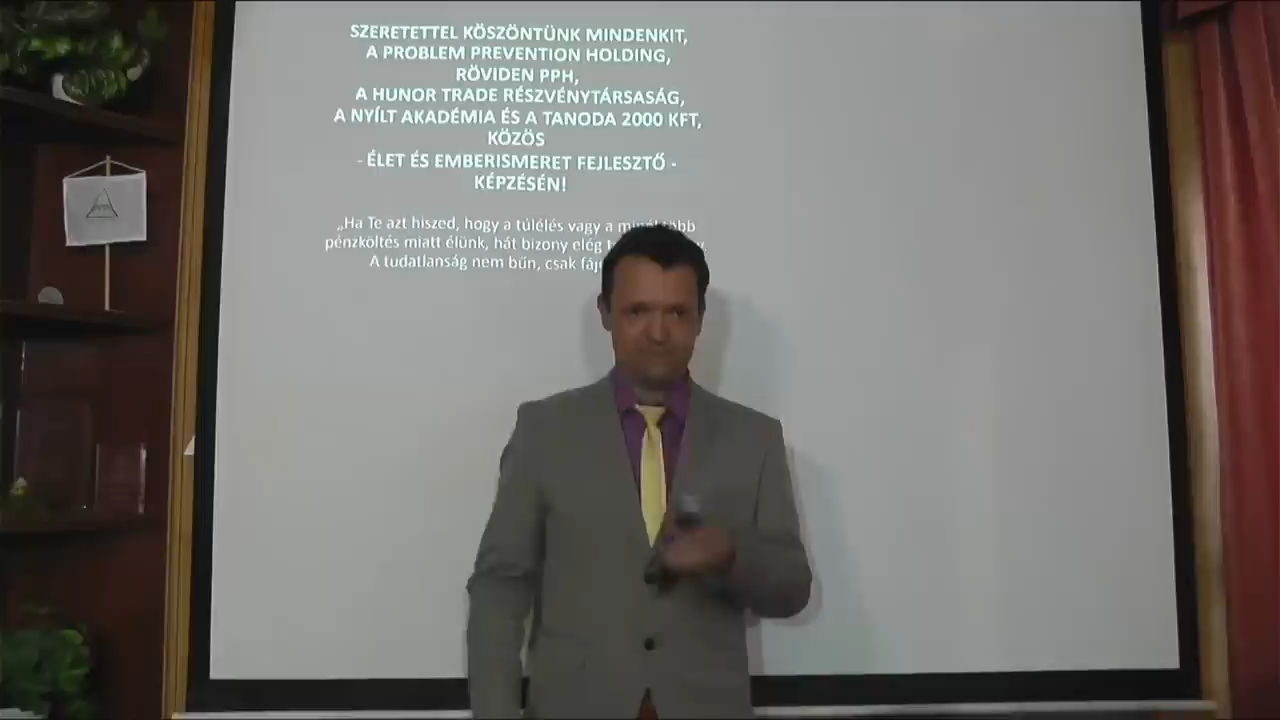 SZERETETTEL KÖSZÖNTÜNK MINDENKIT,
A PROBLEM PREVENTION HOLDING,
RÖVIDEN PPH,
A HUNOR TRADE RÉSZVÉNYTÁRSASÁG,
A NYÍLT AKADÉMIA ÉS A TANODA 2000 KFT,
KÖZÖS
- ÉLET ÉS EMBERISMERET FEJLESZTŐ -
KÉPZÉSÉN!
„Ha Te azt hiszed, hogy a túlélés vagy a minél több
pénzköltés miatt élünk, hát bizony elég
A tudatlanság nem bűn, csak